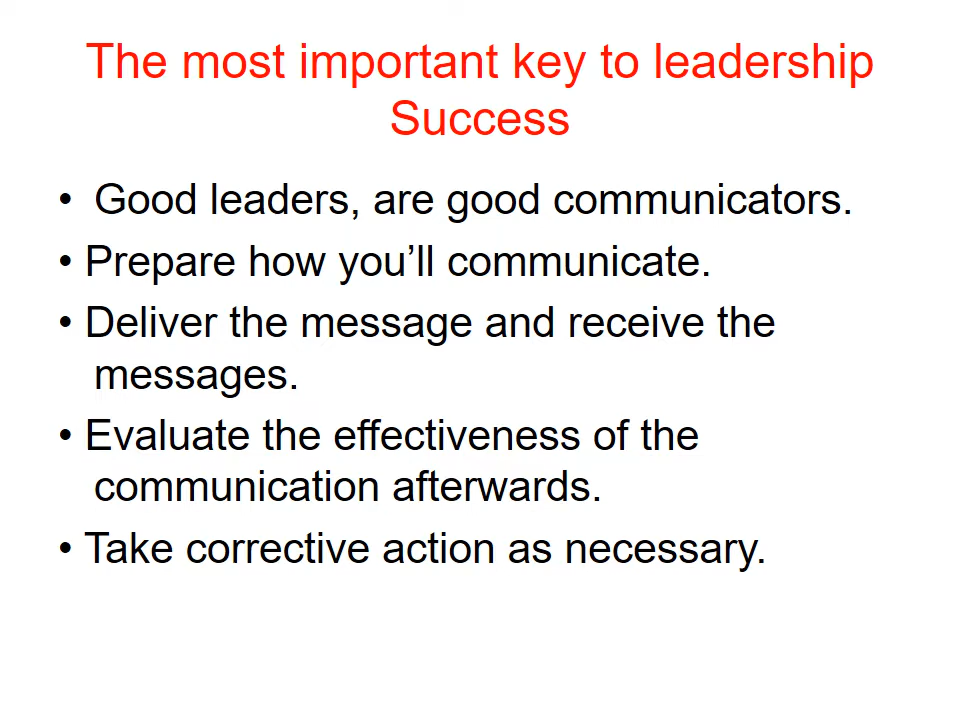 The most important key to leadership
Success
• Good leaders, are good communicators.
• Prepare how you’ll communicate.
• Deliver the message and receive the
messages.
• Evaluate the effectiveness of the
communication afterwards.
• Take corrective action as necessary.